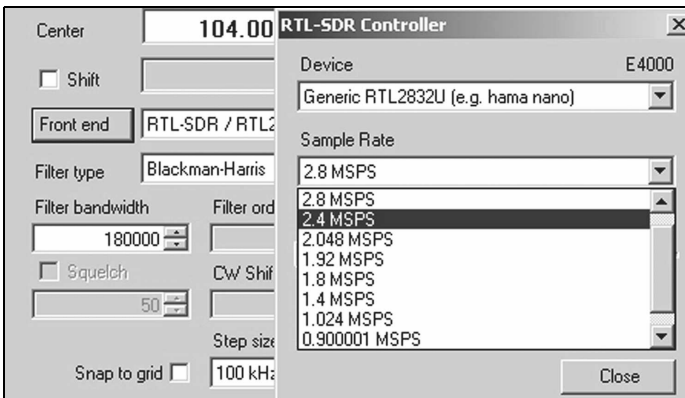 Center
104.00
Shift
Front end
RTL-SDR / RTL2
Filter type
Blackman-Harris
Filter bandwidth
Filter ord
180000
Squelch
CW Shif
50
Step size
Snap to grid
100 kHz
RTL-SDR Controller
Device
E4000
Generic RTL2832U (e.g. hama nano)
Sample Rate
2.8 MSPS
2.8 MSPS
2.4 MSPS
2.048 MSPS
1.92 MSPS
1.8 MSPS
1.4 MSPS
1.024 MSPS
0.900001 MSPS
Close